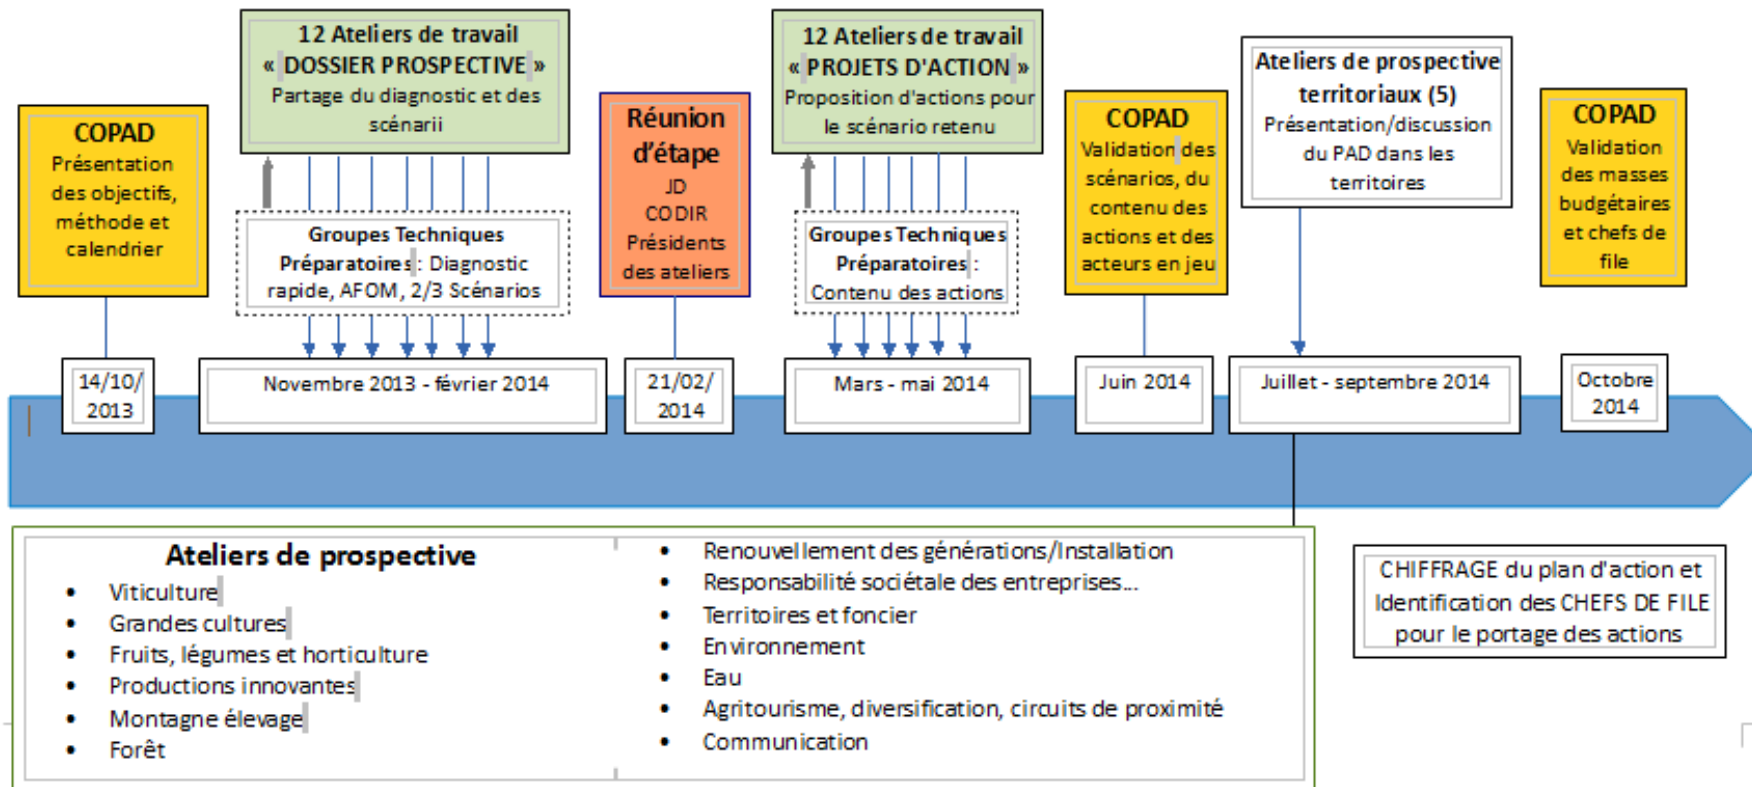 COPAD
Présentation
des objectifs,
méthode et
calendrier
12 Ateliers de travail
« DOSSIER PROSPECTIVE »
Partage du diagnostic et des
scénarii
Groupes Techniques
Préparatoires : Diagnostic
rapide, AFOM, 2/3 Scénarios
Réunion
d'étape
JD
CODIR
Présidents
des ateliers
12 Ateliers de travail
« PROJETS D'ACTION »
Proposition d'actions pour
le scénario retenu
Groupes Techniques
Préparatoires :
Contenu des actions
COPAD
Validation des
scénarios, du
contenu des
actions et des
acteurs en jeu
Ateliers de prospective
territoriaux (5)
Présentation/discussion
du PAD dans les
territoires
COPAD
Validation
des masses
budgétaires
et chefs de
file
14/10/
2013
Novembre 2013 - février 2014
21/02/
2014
Mars - mai 2014
Juin 2014
Juillet - septembre 2014
Octobre
2014
Ateliers de prospective
• Viticulture
• Grandes cultures
• Fruits, légumes et horticulture
• Productions innovantes
• Montagne élevage
• Forêt
• Renouvellement des générations/Installation
• Responsabilité sociétale des entreprises...
• Territoires et foncier
• Environnement
• Eau
• Agritourisme, diversification, circuits de proximité
• Communication
CHIFFRAGE du plan d'action et
Identification des CHEFS DE FILE
pour le portage des actions